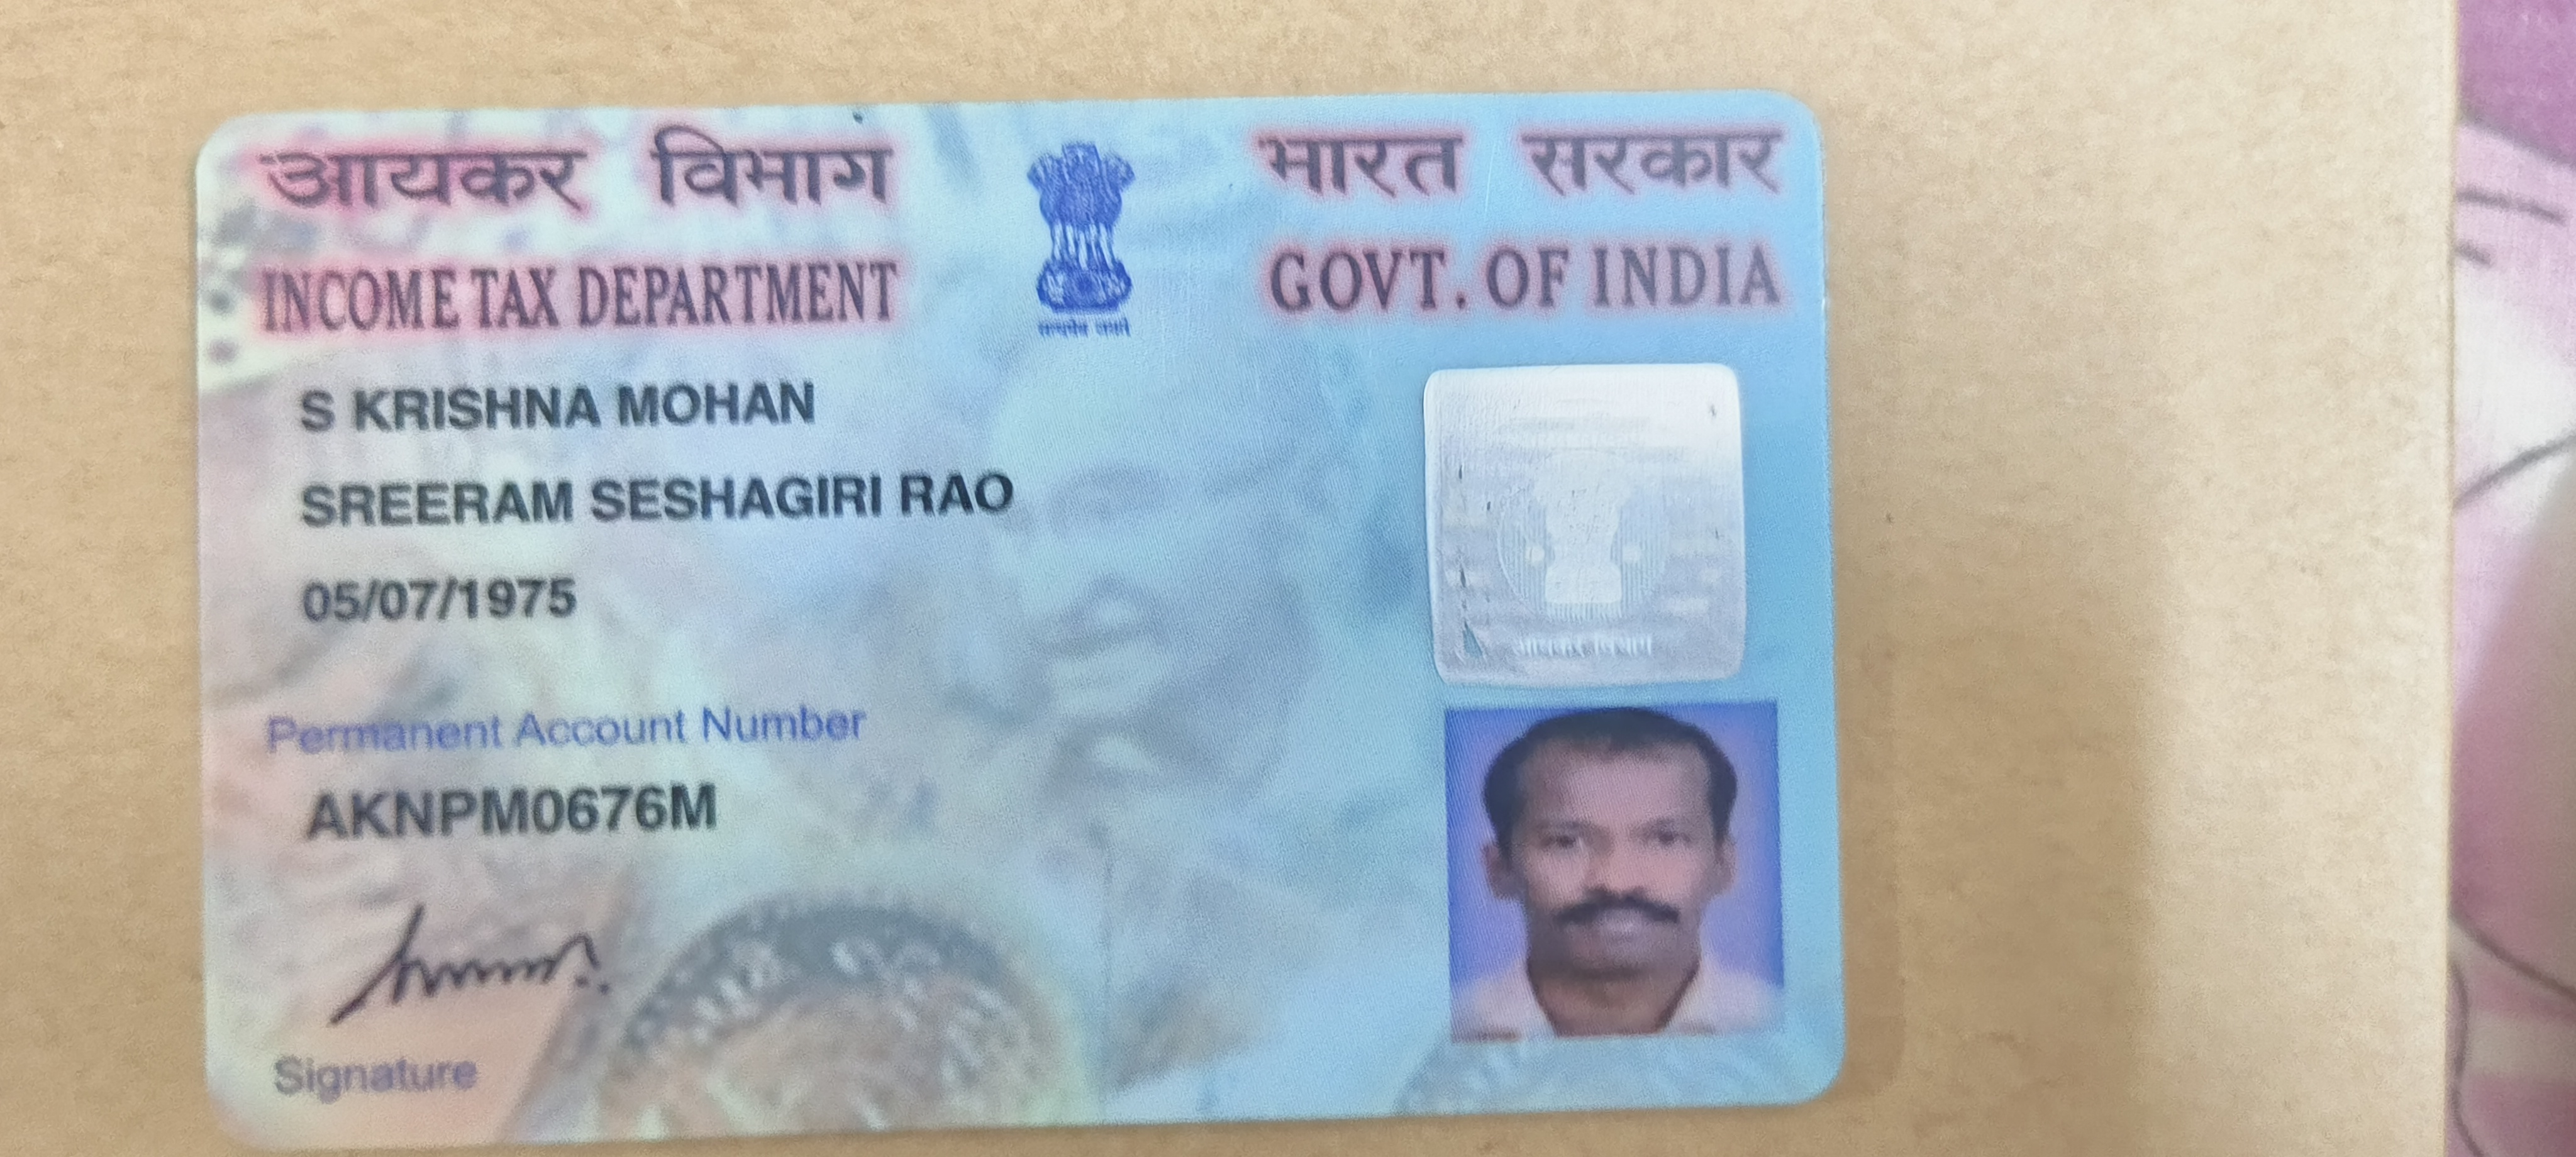 आयकर विभाग
INCOME TAX DEPARTMENT
भारत सरकार
GOVT. OF INDIA
सत्यमेव जयते
S KRISHNA MOHAN
SREERAM SESHAGIRI RAO
05/07/1975
Permanent Account Number
AKNPM0676M
Signature
आयकर विभाग